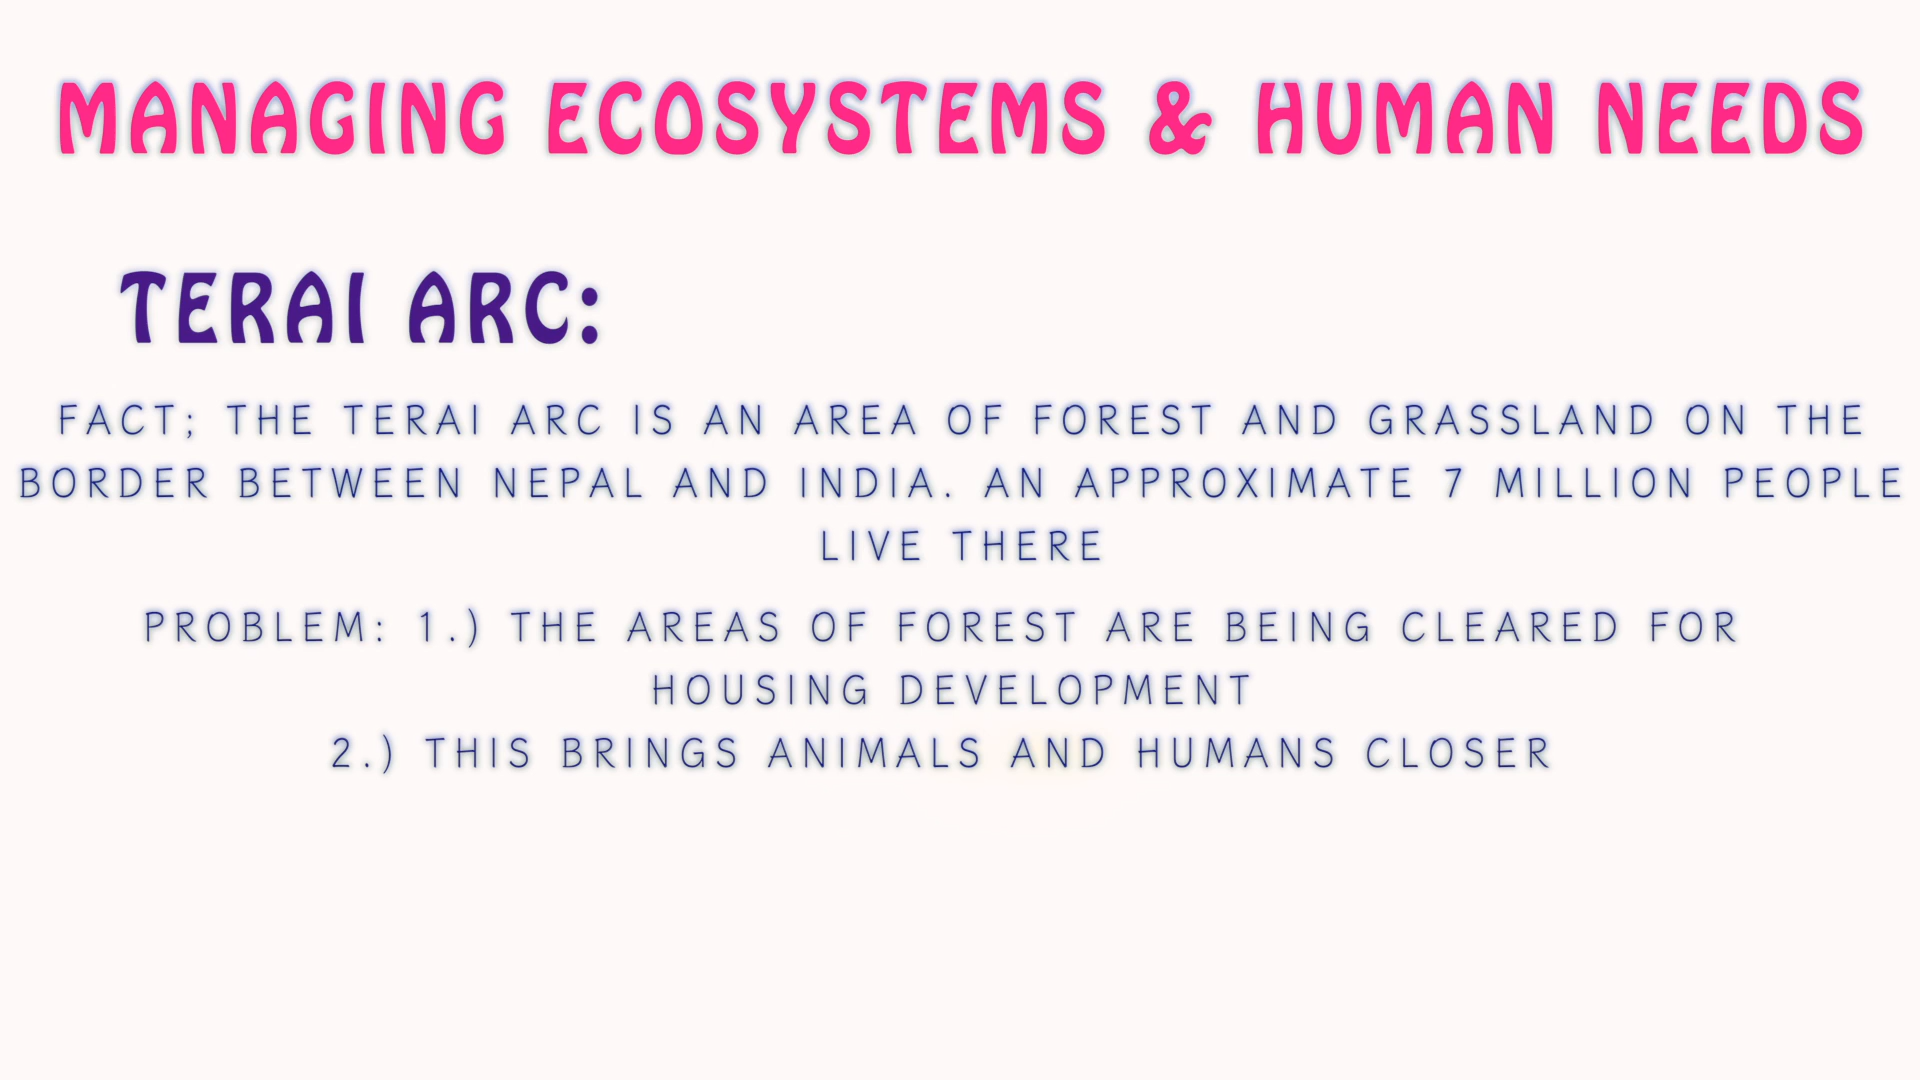 MANAGING ECOSYSTEMS & HUMAN NEEDS
TERAI ARC:
FACT; THE TERAI ARC IS AN AREA OF FOREST AND GRASSLAND ON THE
BORDER BETWEEN NEPAL AND INDIA. AN APPROXIMATE 7 MILLION PEOPLE
LIVE THERE
PROBLEM: 1.) THE AREAS OF FOREST ARE BEING CLEARED FOR
HOUSING DEVELOPMENT
2.) THIS BRINGS ANIMALS AND HUMANS CLOSER